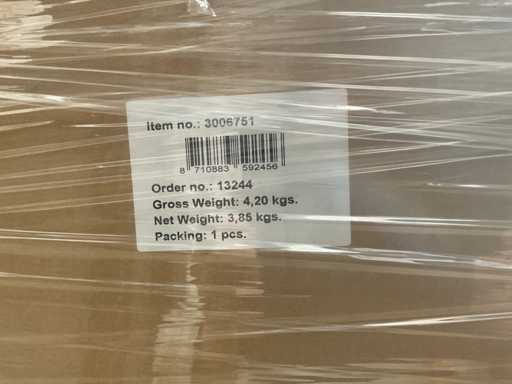 Item no.: 3006751
8 710883 592456
Order no.: 13244
Gross Weight: 4,20 kgs.
Net Weight: 3,85 kgs.
Packing: 1 pcs.